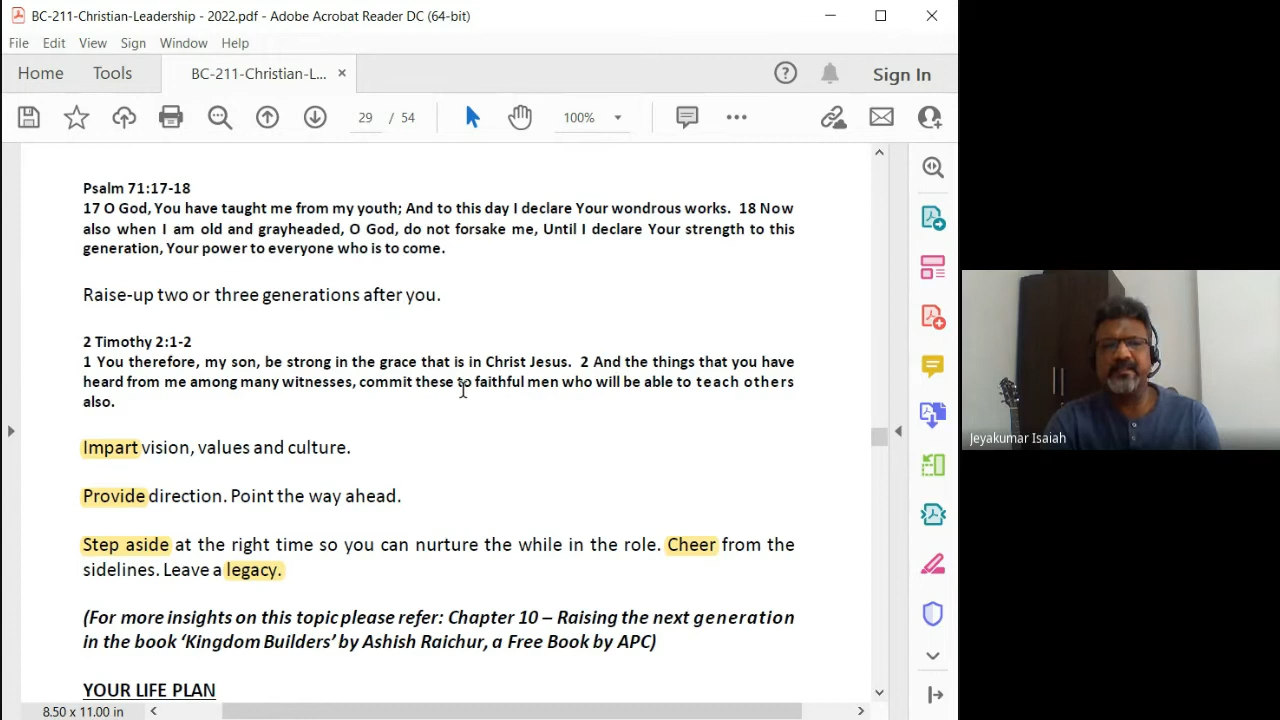 BC-211-Christian-Leadership - 2022.pdf - Adobe Acrobat Reader DC (64-bit)
File Edit View Sign Window Help
Home Tools BC-211-Christian-L... × Sign In
29 / 54 100%
Psalm 71:17-18
17 O God, You have taught me from my youth; And to this day I declare Your wondrous works. 18 Now
also when I am old and grayheaded, O God, do not forsake me, Until I declare Your strength to this
generation, Your power to everyone who is to come.
Raise-up two or three generations after you.
2 Timothy 2:1-2
1 You therefore, my son, be strong in the grace that is in Christ Jesus. 2 And the things that you have
heard from me among many witnesses, commit these to faithful men who will be able to teach others
also.
Impart vision, values and culture.
Provide direction. Point the way ahead.
Step aside at the right time so you can nurture the while in the role. Cheer from the
sidelines. Leave a legacy.
(For more insights on this topic please refer: Chapter 10 – Raising the next generation
in the book ‘Kingdom Builders’ by Ashish Raichur, a Free Book by APC)
YOUR LIFE PLAN
8.50 x 11.00 in
Jeyakumar Isaiah